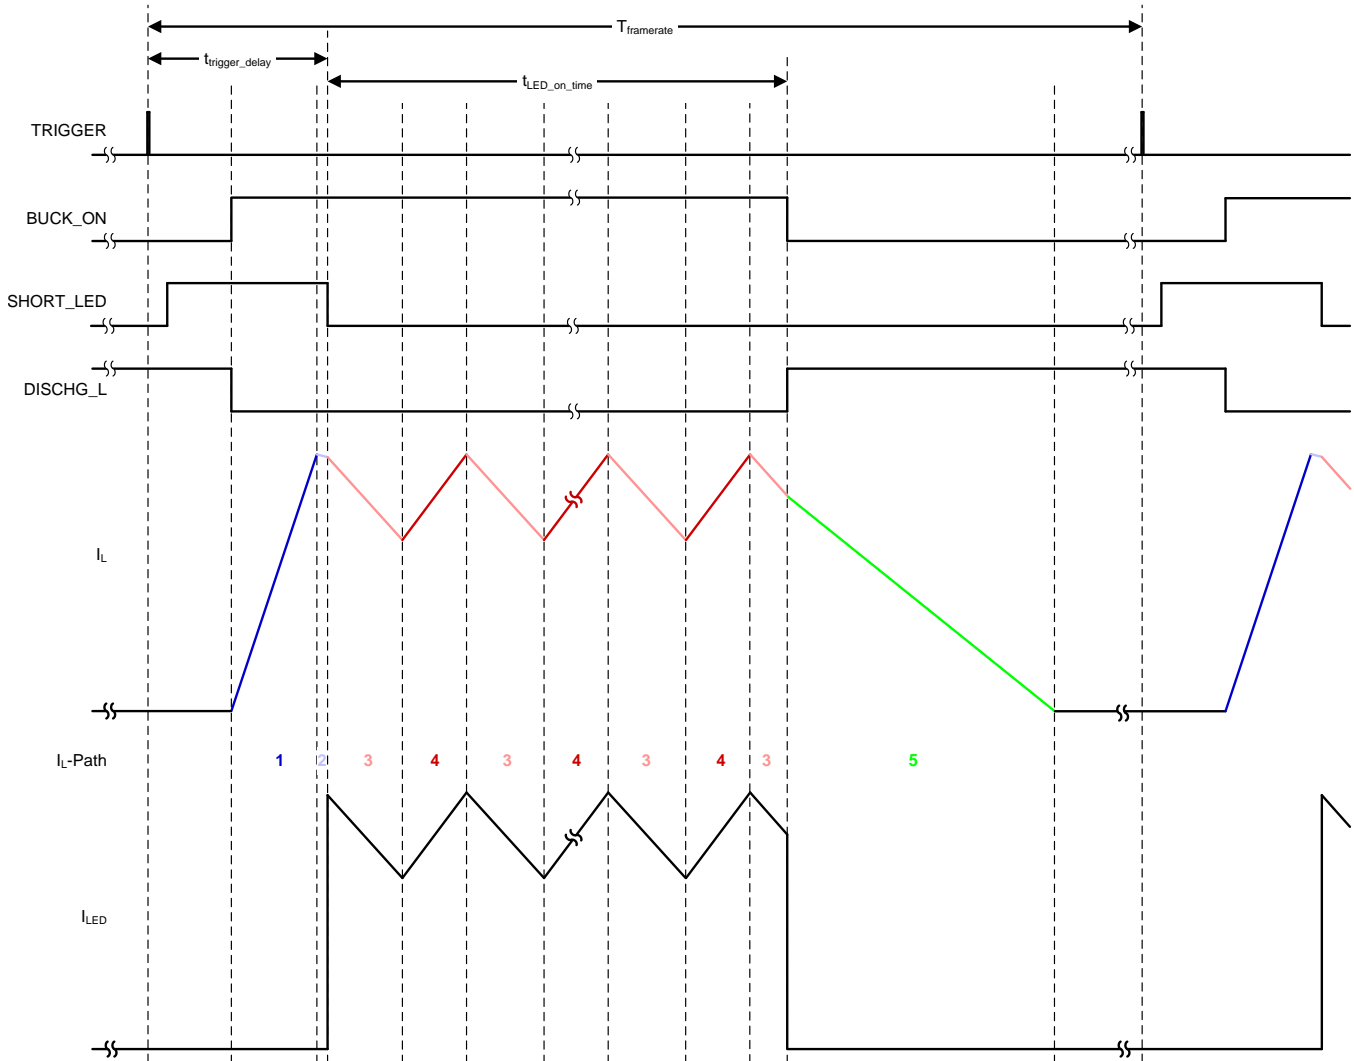 T_framerate
t_trigger_delay
t_LED_on_time
TRIGGER
BUCK_ON
SHORT_LED
DISCHG_L
I_L
I_L-Path 1 2 3 4 3 4 3 4 3 5
I_LED